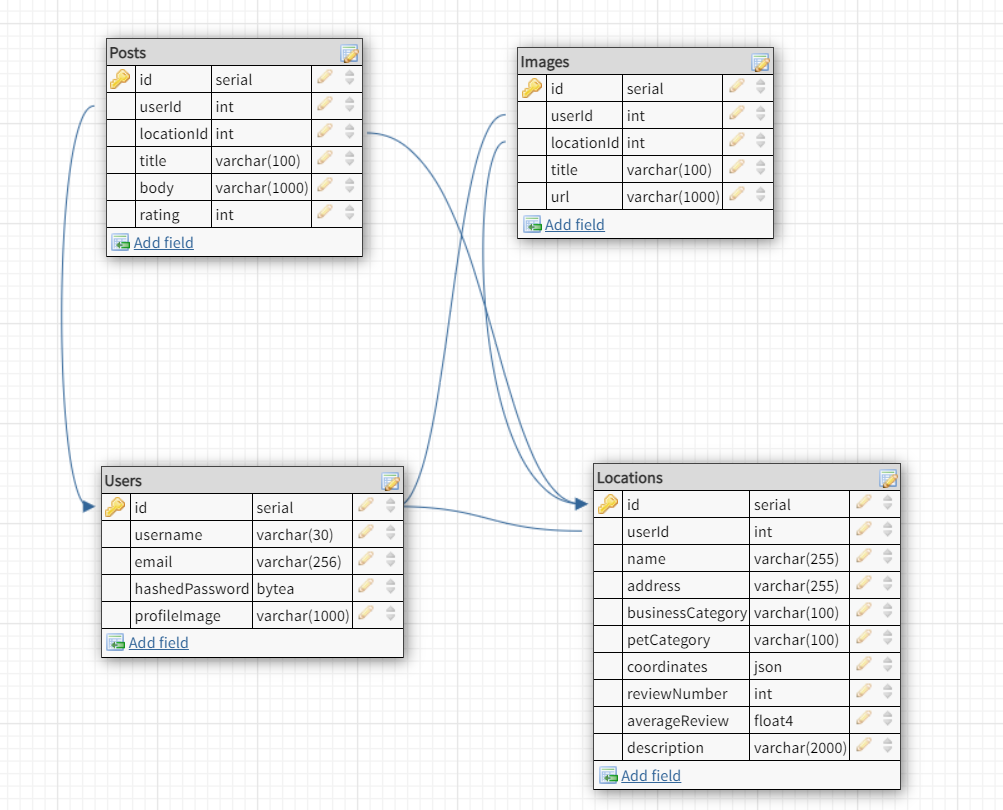 Posts
id serial
userId int
locationId int
title varchar(100)
body varchar(1000)
rating int
Add field
Images
id serial
userId int
locationId int
title varchar(100)
url varchar(1000)
Add field
Users
id serial
username varchar(30)
email varchar(256)
hashedPassword bytea
profileImage varchar(1000)
Add field
Locations
id serial
userId int
name varchar(255)
address varchar(255)
businessCategory varchar(100)
petCategory varchar(100)
coordinates json
reviewNumber int
averageReview float4
description varchar(2000)
Add field